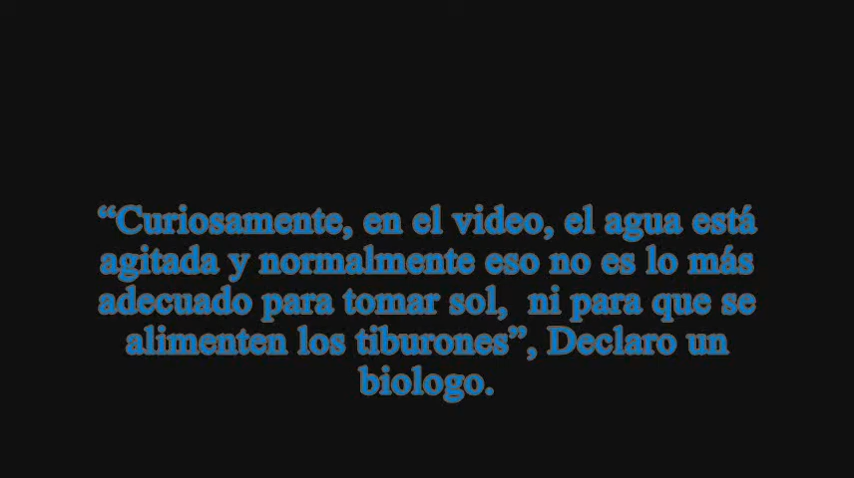 “Curiosamente, en el video, el agua está
agitada y normalmente eso no es lo más
adecuado para tomar sol,  ni para que se
alimenten los tiburones”, Declaro un
biologo.